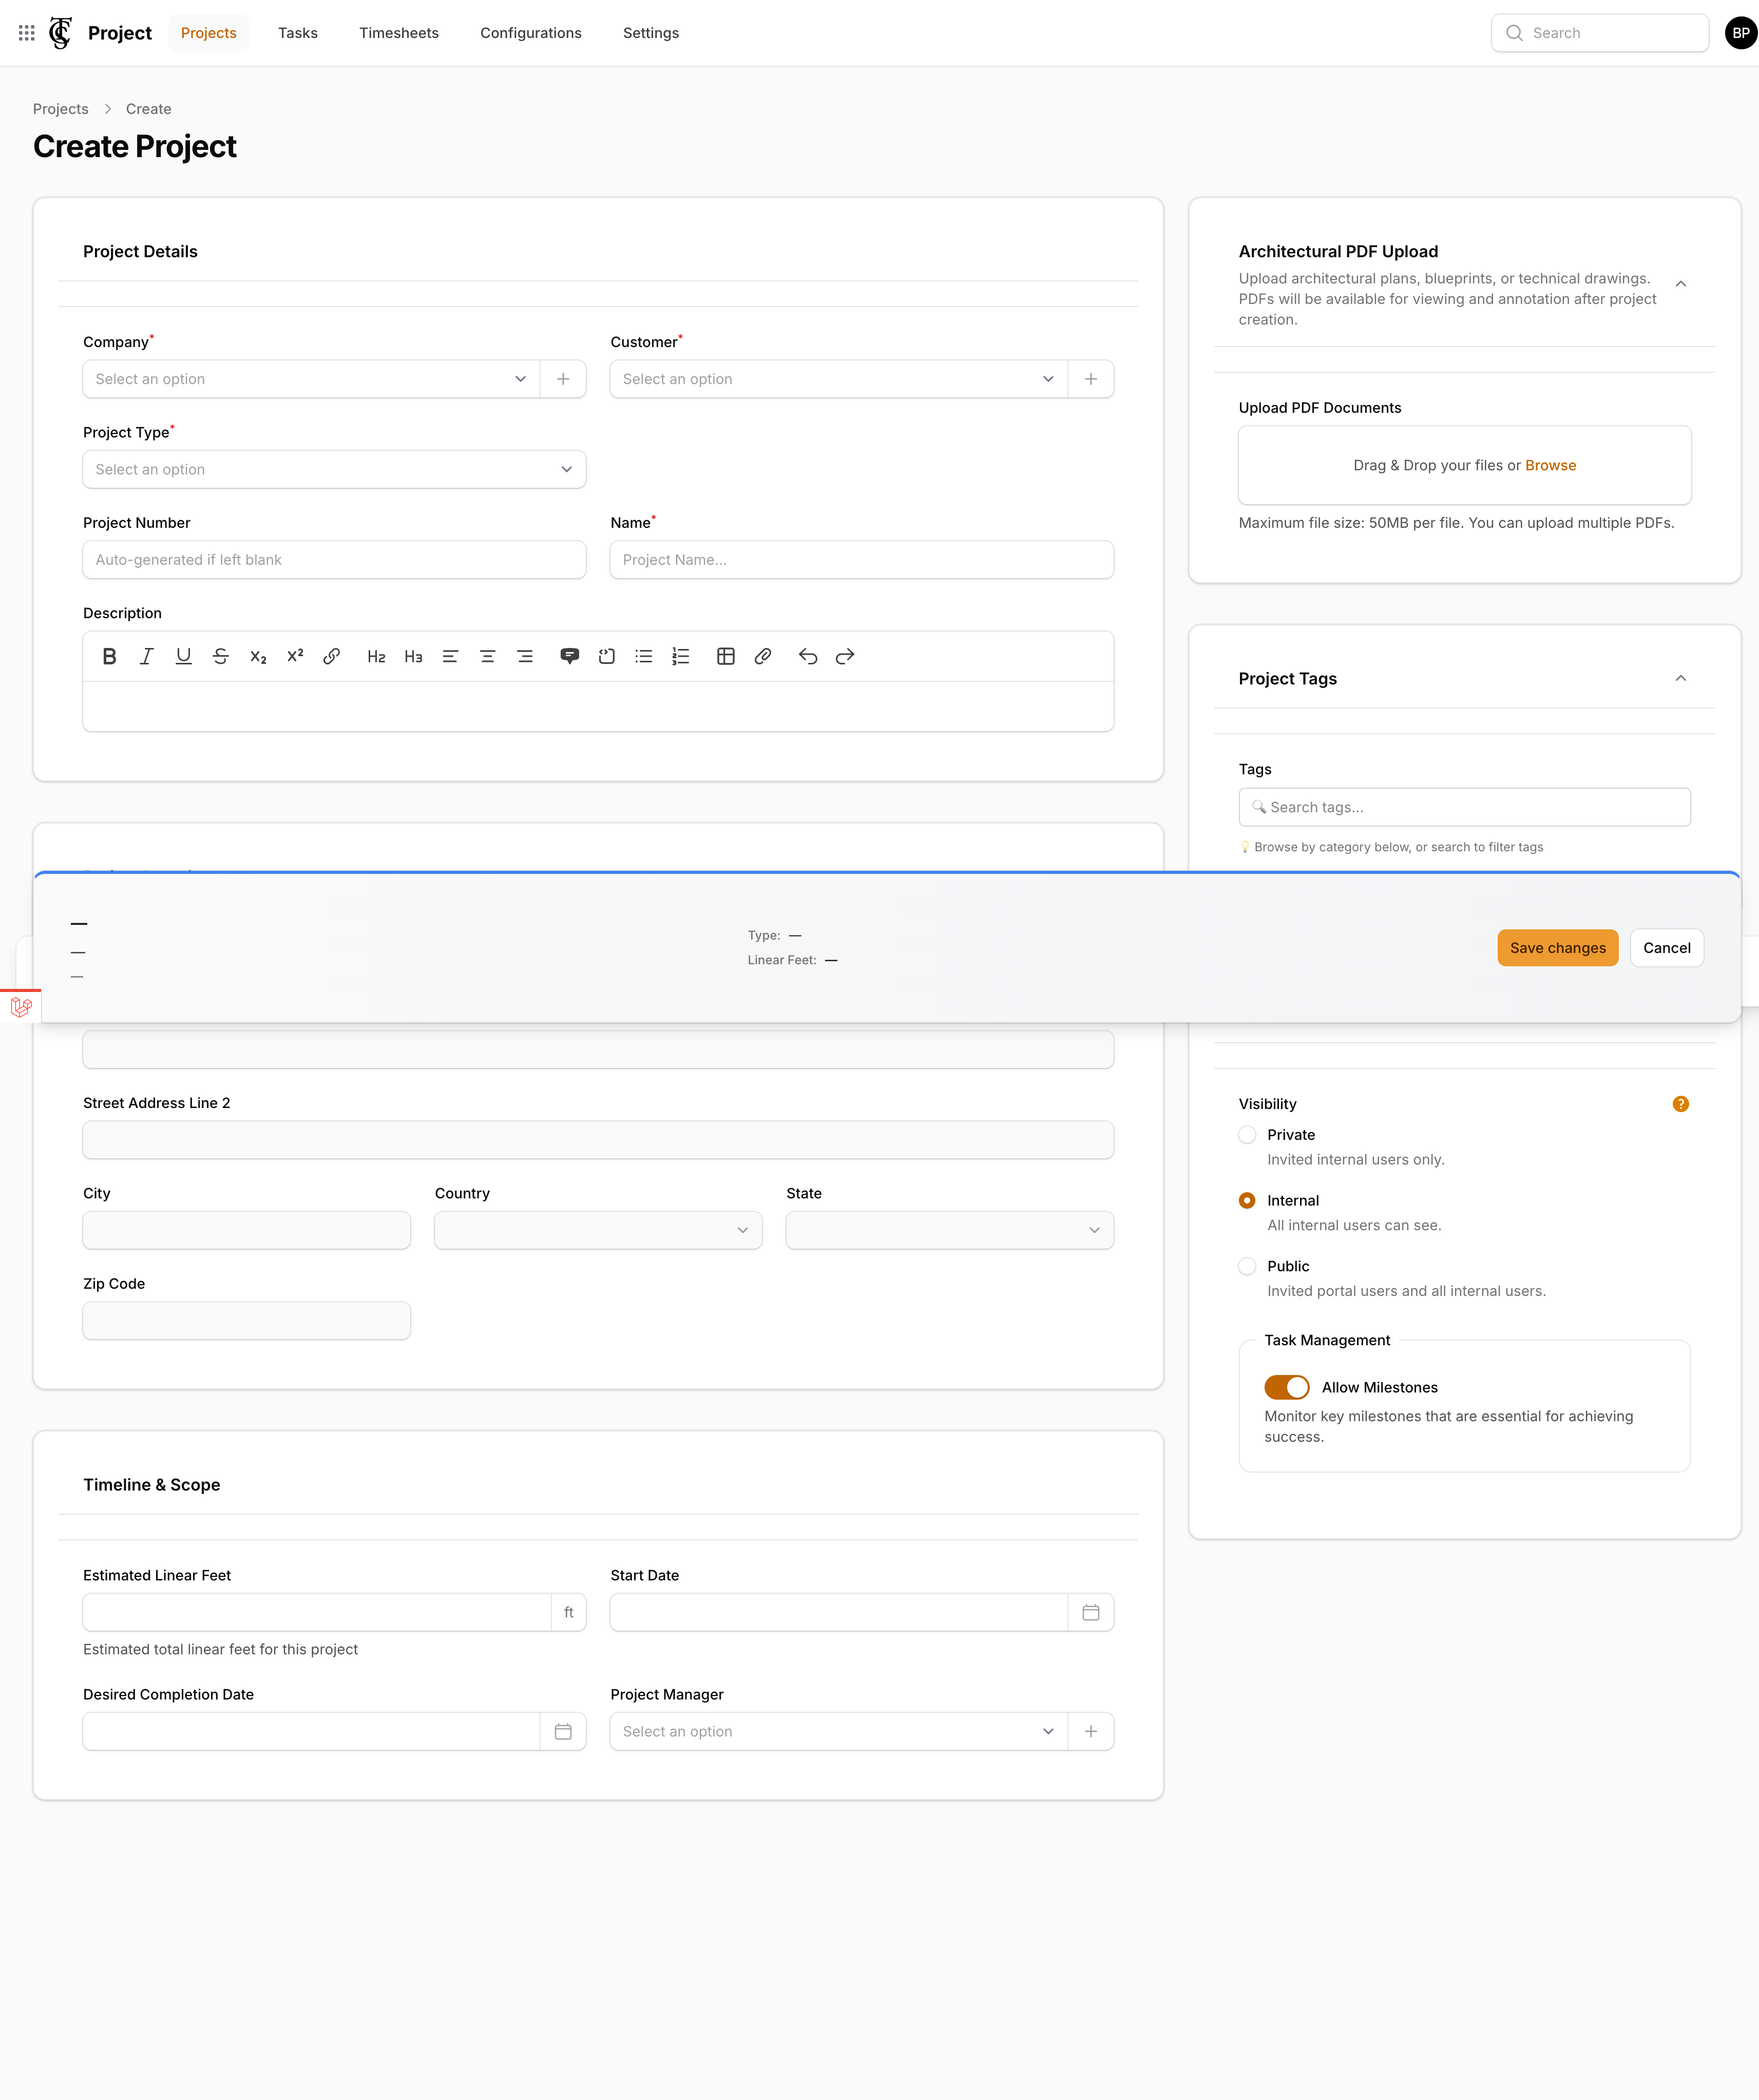 Project
Projects
Tasks
Timesheets
Configurations
Settings
Search
BP
Projects
Create
Create Project
Project Details
Company*
Customer*
Select an option
Select an option
Project Type*
Select an option
Project Number
Name*
Auto-generated if left blank
Project Name...
Description
B I U S X₂ X² H2 H3
Architectural PDF Upload
Upload architectural plans, blueprints, or technical drawings.
PDFs will be available for viewing and annotation after project
creation.
Upload PDF Documents
Drag & Drop your files or Browse
Maximum file size: 50MB per file. You can upload multiple PDFs.
Project Tags
Tags
🔍 Search tags...
💡 Browse by category below, or search to filter tags
—
—
—
Type: —
Linear Feet: —
Save changes
Cancel
Street Address Line 2
City
Country
State
Zip Code
Timeline & Scope
Estimated Linear Feet
Start Date
ft
Estimated total linear feet for this project
Desired Completion Date
Project Manager
Select an option
Visibility
?
Private
Invited internal users only.
Internal
All internal users can see.
Public
Invited portal users and all internal users.
Task Management
Allow Milestones
Monitor key milestones that are essential for achieving
success.